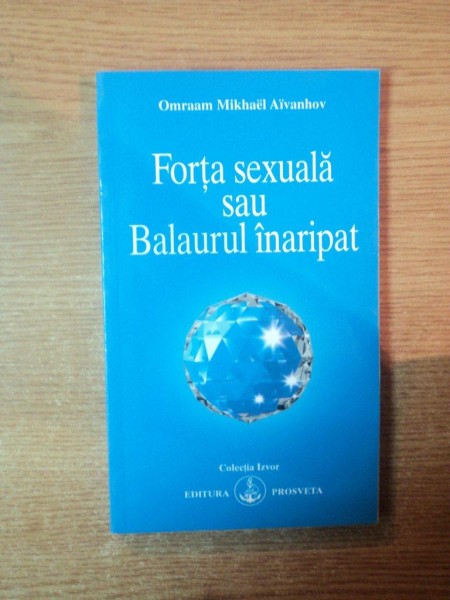 Omraam Mikhaël Aïvanhov
Forța sexuală
sau
Balaurul înaripat
Colecția Izvor
EDITURA PROSVETA